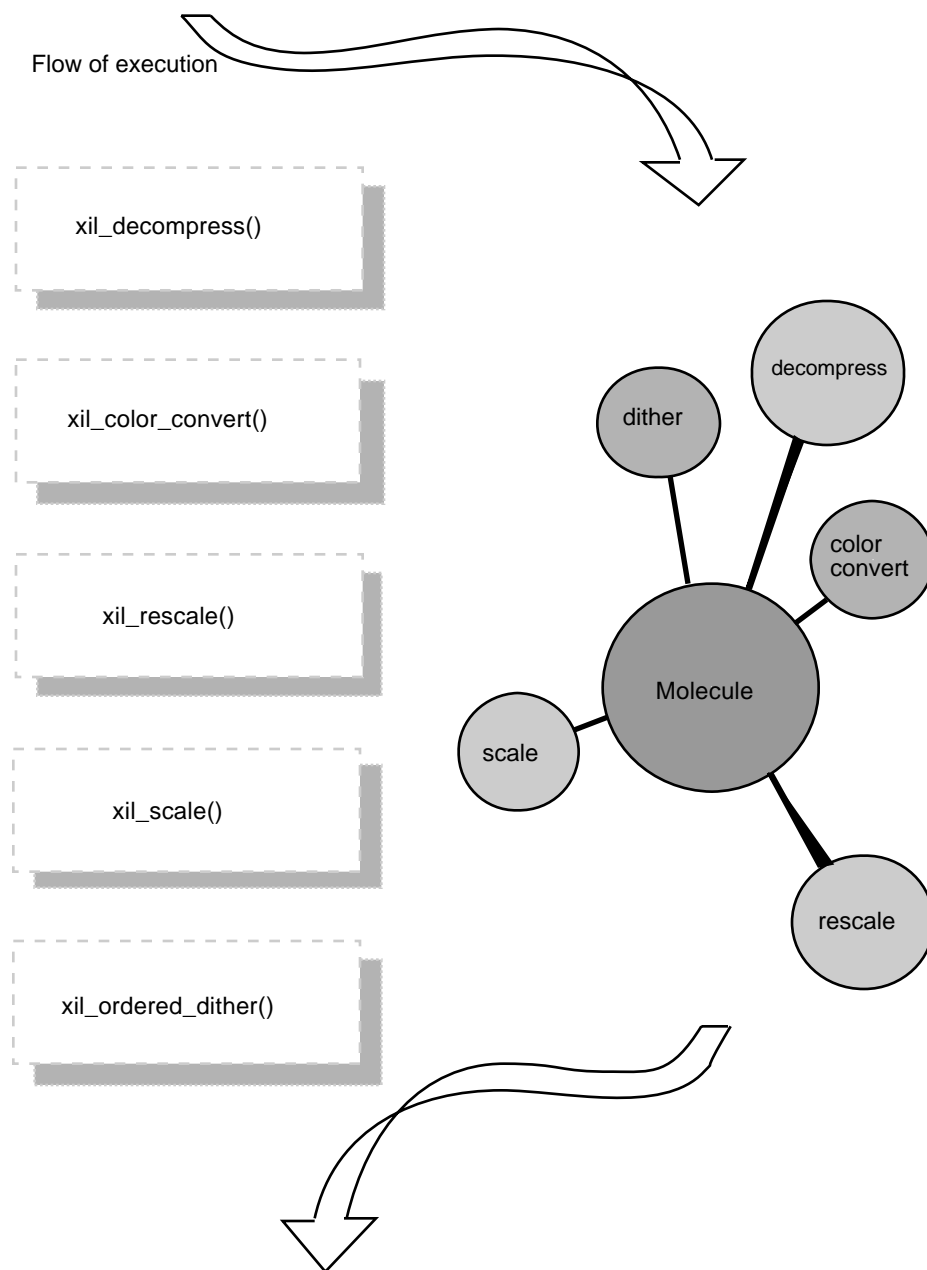 Flow of execution
xil_decompress()
xil_color_convert()
xil_rescale()
xil_scale()
xil_ordered_dither()
decompress
dither
color
convert
Molecule
scale
rescale